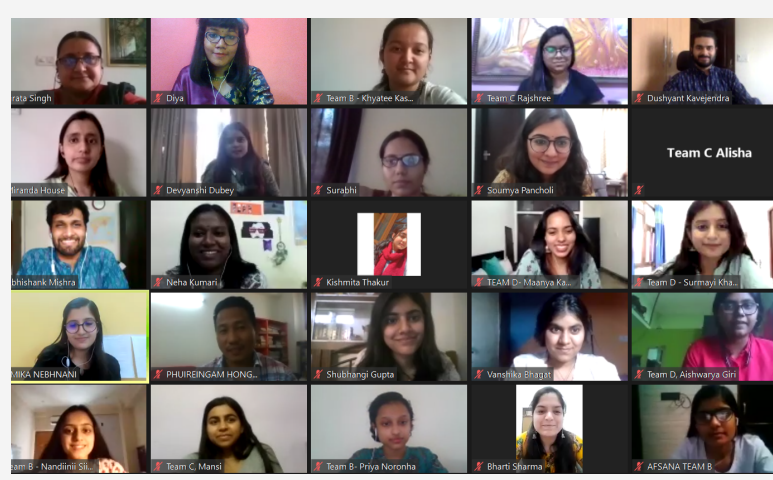 rata Singh
Diya
Team B - Khyatee Kas...
Team C Rajshree
Dushyant Kavejendra
Miranda House
Devyanshi Dubey
Surabhi
Soumya Pancholi
Team C Alisha
bhishank Mishra
Neha Kumari
Kishmita Thakur
TEAM D- Maanya Ka...
Team D - Surmayi Kha...
MIKA NEBHNANI
PHUIREINGAM HONG...
Shubhangi Gupta
Vanshika Bhagat
Team D, Aishwarya Giri
eam B - Nandiinii Sii...
Team C, Mansi
Team B- Priya Noronha
Bharti Sharma
AFSANA TEAM B